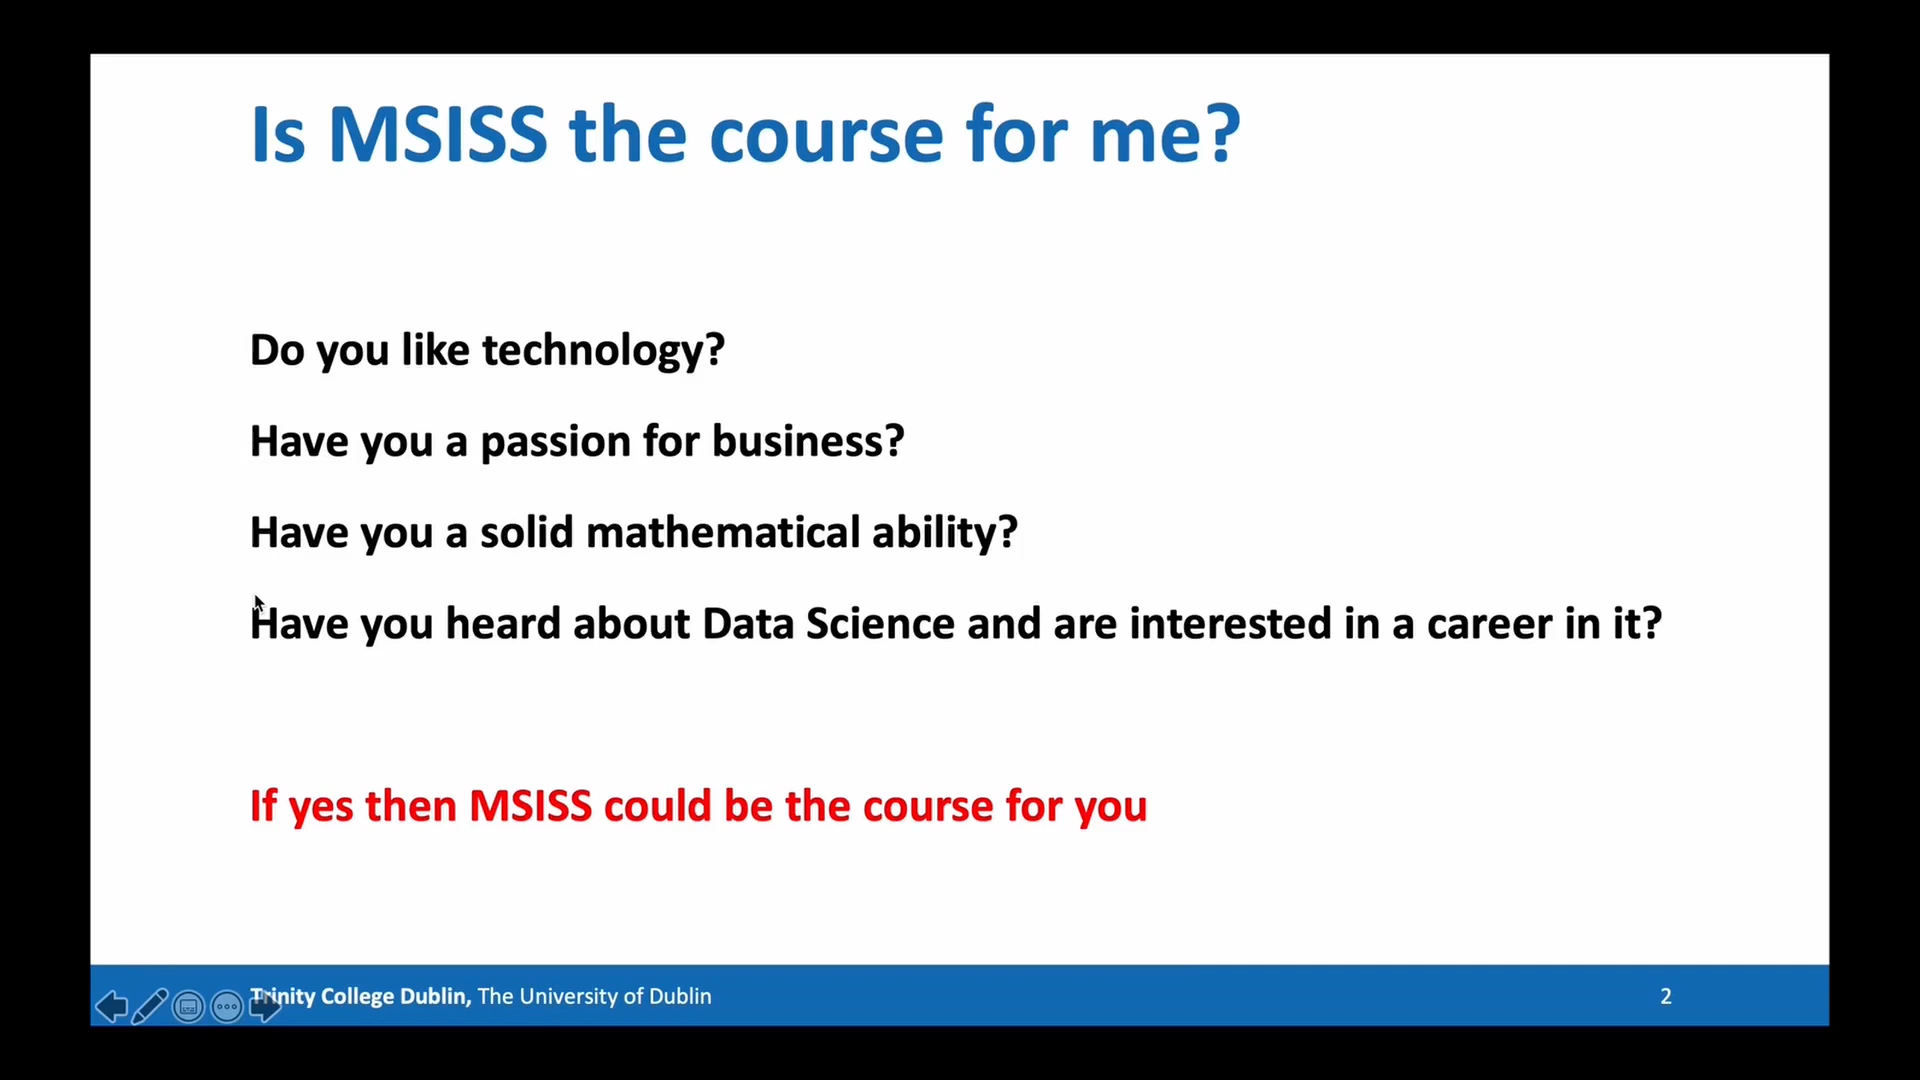 Is MSISS the course for me?
Do you like technology?
Have you a passion for business?
Have you a solid mathematical ability?
Have you heard about Data Science and are interested in a career in it?
If yes then MSISS could be the course for you
Trinity College Dublin, The University of Dublin
2